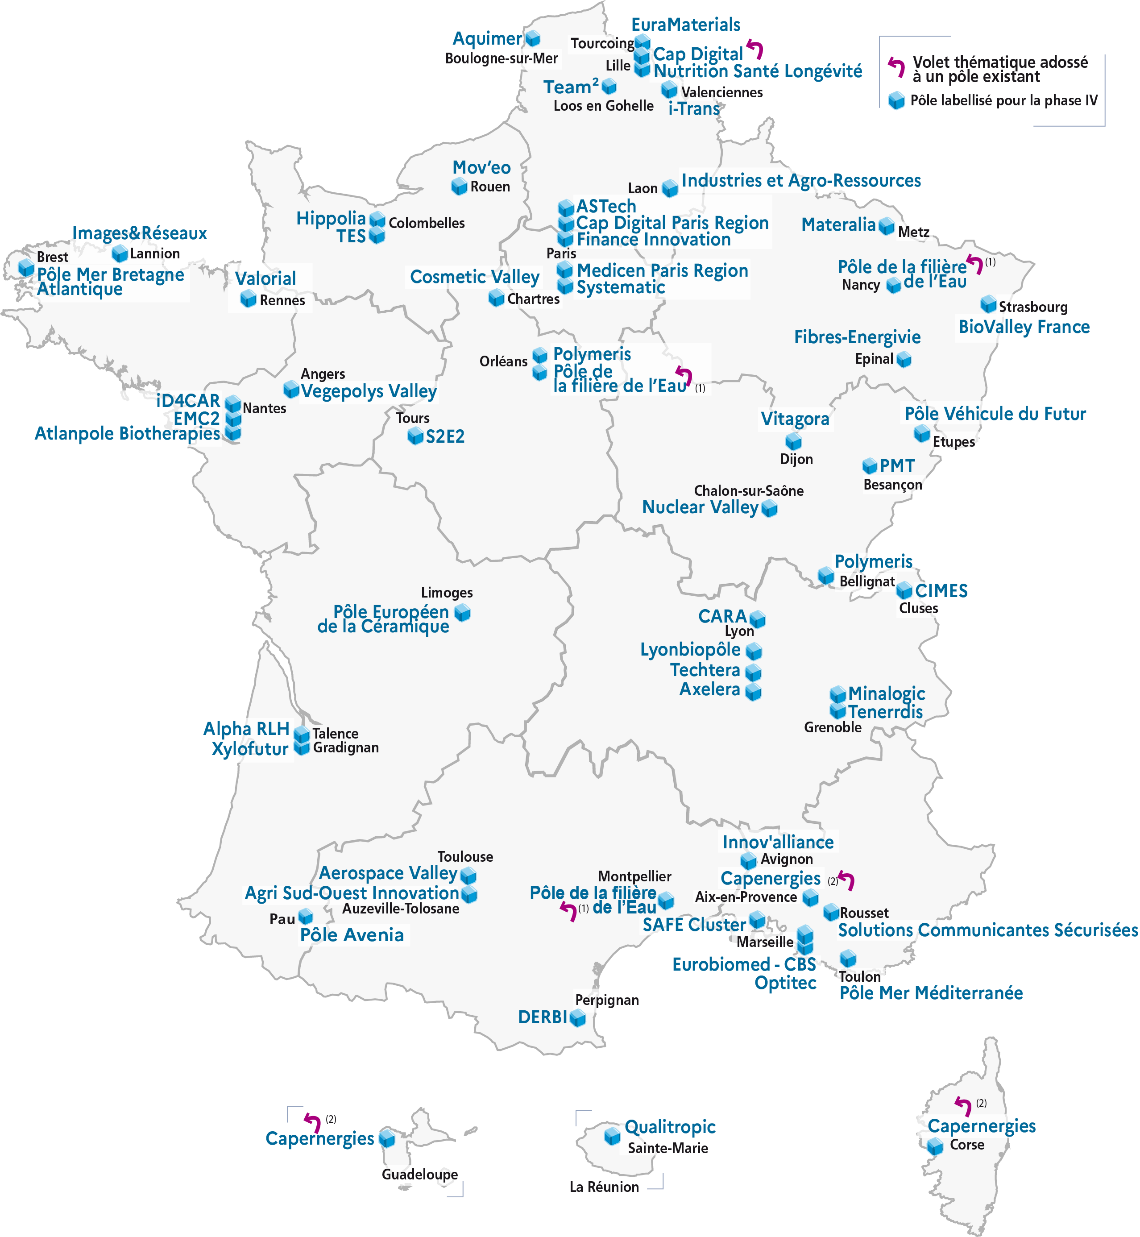 EuraMaterials
Aquimer
Boulogne-sur-Mer
Tourcoing
Cap Digital
Lille
Nutrition Santé Longévité
Team²
Loos en Gohelle
Valenciennes
i-Trans
Volet thématique adossé
à un pôle existant
Pôle labellisé pour la phase IV
Mov'eo
Rouen
Laon
Industries et Agro-Ressources
Hippolia
TES
Colombelles
ASTech
Cap Digital Paris Region
Finance Innovation
Paris
Medicen Paris Region
Systematic
Materalia
Metz
Images&Réseaux
Lannion
Brest
Pôle Mer Bretagne
Atlantique
Valorial
Rennes
Cosmetic Valley
Chartres
Pôle de la filière
de l'Eau
(1)
Nancy
Strasbourg
BioValley France
Fibres-Energivie
Epinal
Orléans
Polymeris
Pôle de
la filière de l'Eau
(1)
Angers
Vegepolys Valley
iD4CAR
EMC2
Nantes
Atlanpole Biotherapies
Tours
S2E2
Vitagora
Dijon
Pôle Véhicule du Futur
Etupes
PMT
Besançon
Chalon-sur-Saône
Nuclear Valley
Polymeris
Bellignat
CIMES
Cluses
Limoges
Pôle Européen
de la Céramique
CARA
Lyon
Lyonbiopôle
Techtera
Axelera
Minalogic
Tenerrdis
Grenoble
Alpha RLH
Talence
Xylofutur
Gradignan
Toulouse
Aerospace Valley
Agri Sud-Ouest Innovation
Auzeville-Tolosane
Pau
Pôle Avenia
Montpellier
Pôle de la filière
(1)
de l'Eau
Innov'alliance
Avignon
Capenergies
(2)
Aix-en-Provence
Rousset
Solutions Communicantes Sécurisées
SAFE Cluster
Marseille
Eurobiomed - CBS
Optitec
Toulon
Pôle Mer Méditerranée
Perpignan
DERBI
(2)
Capernergies
Guadeloupe
Qualitropic
Sainte-Marie
La Réunion
(2)
Capernergies
Corse